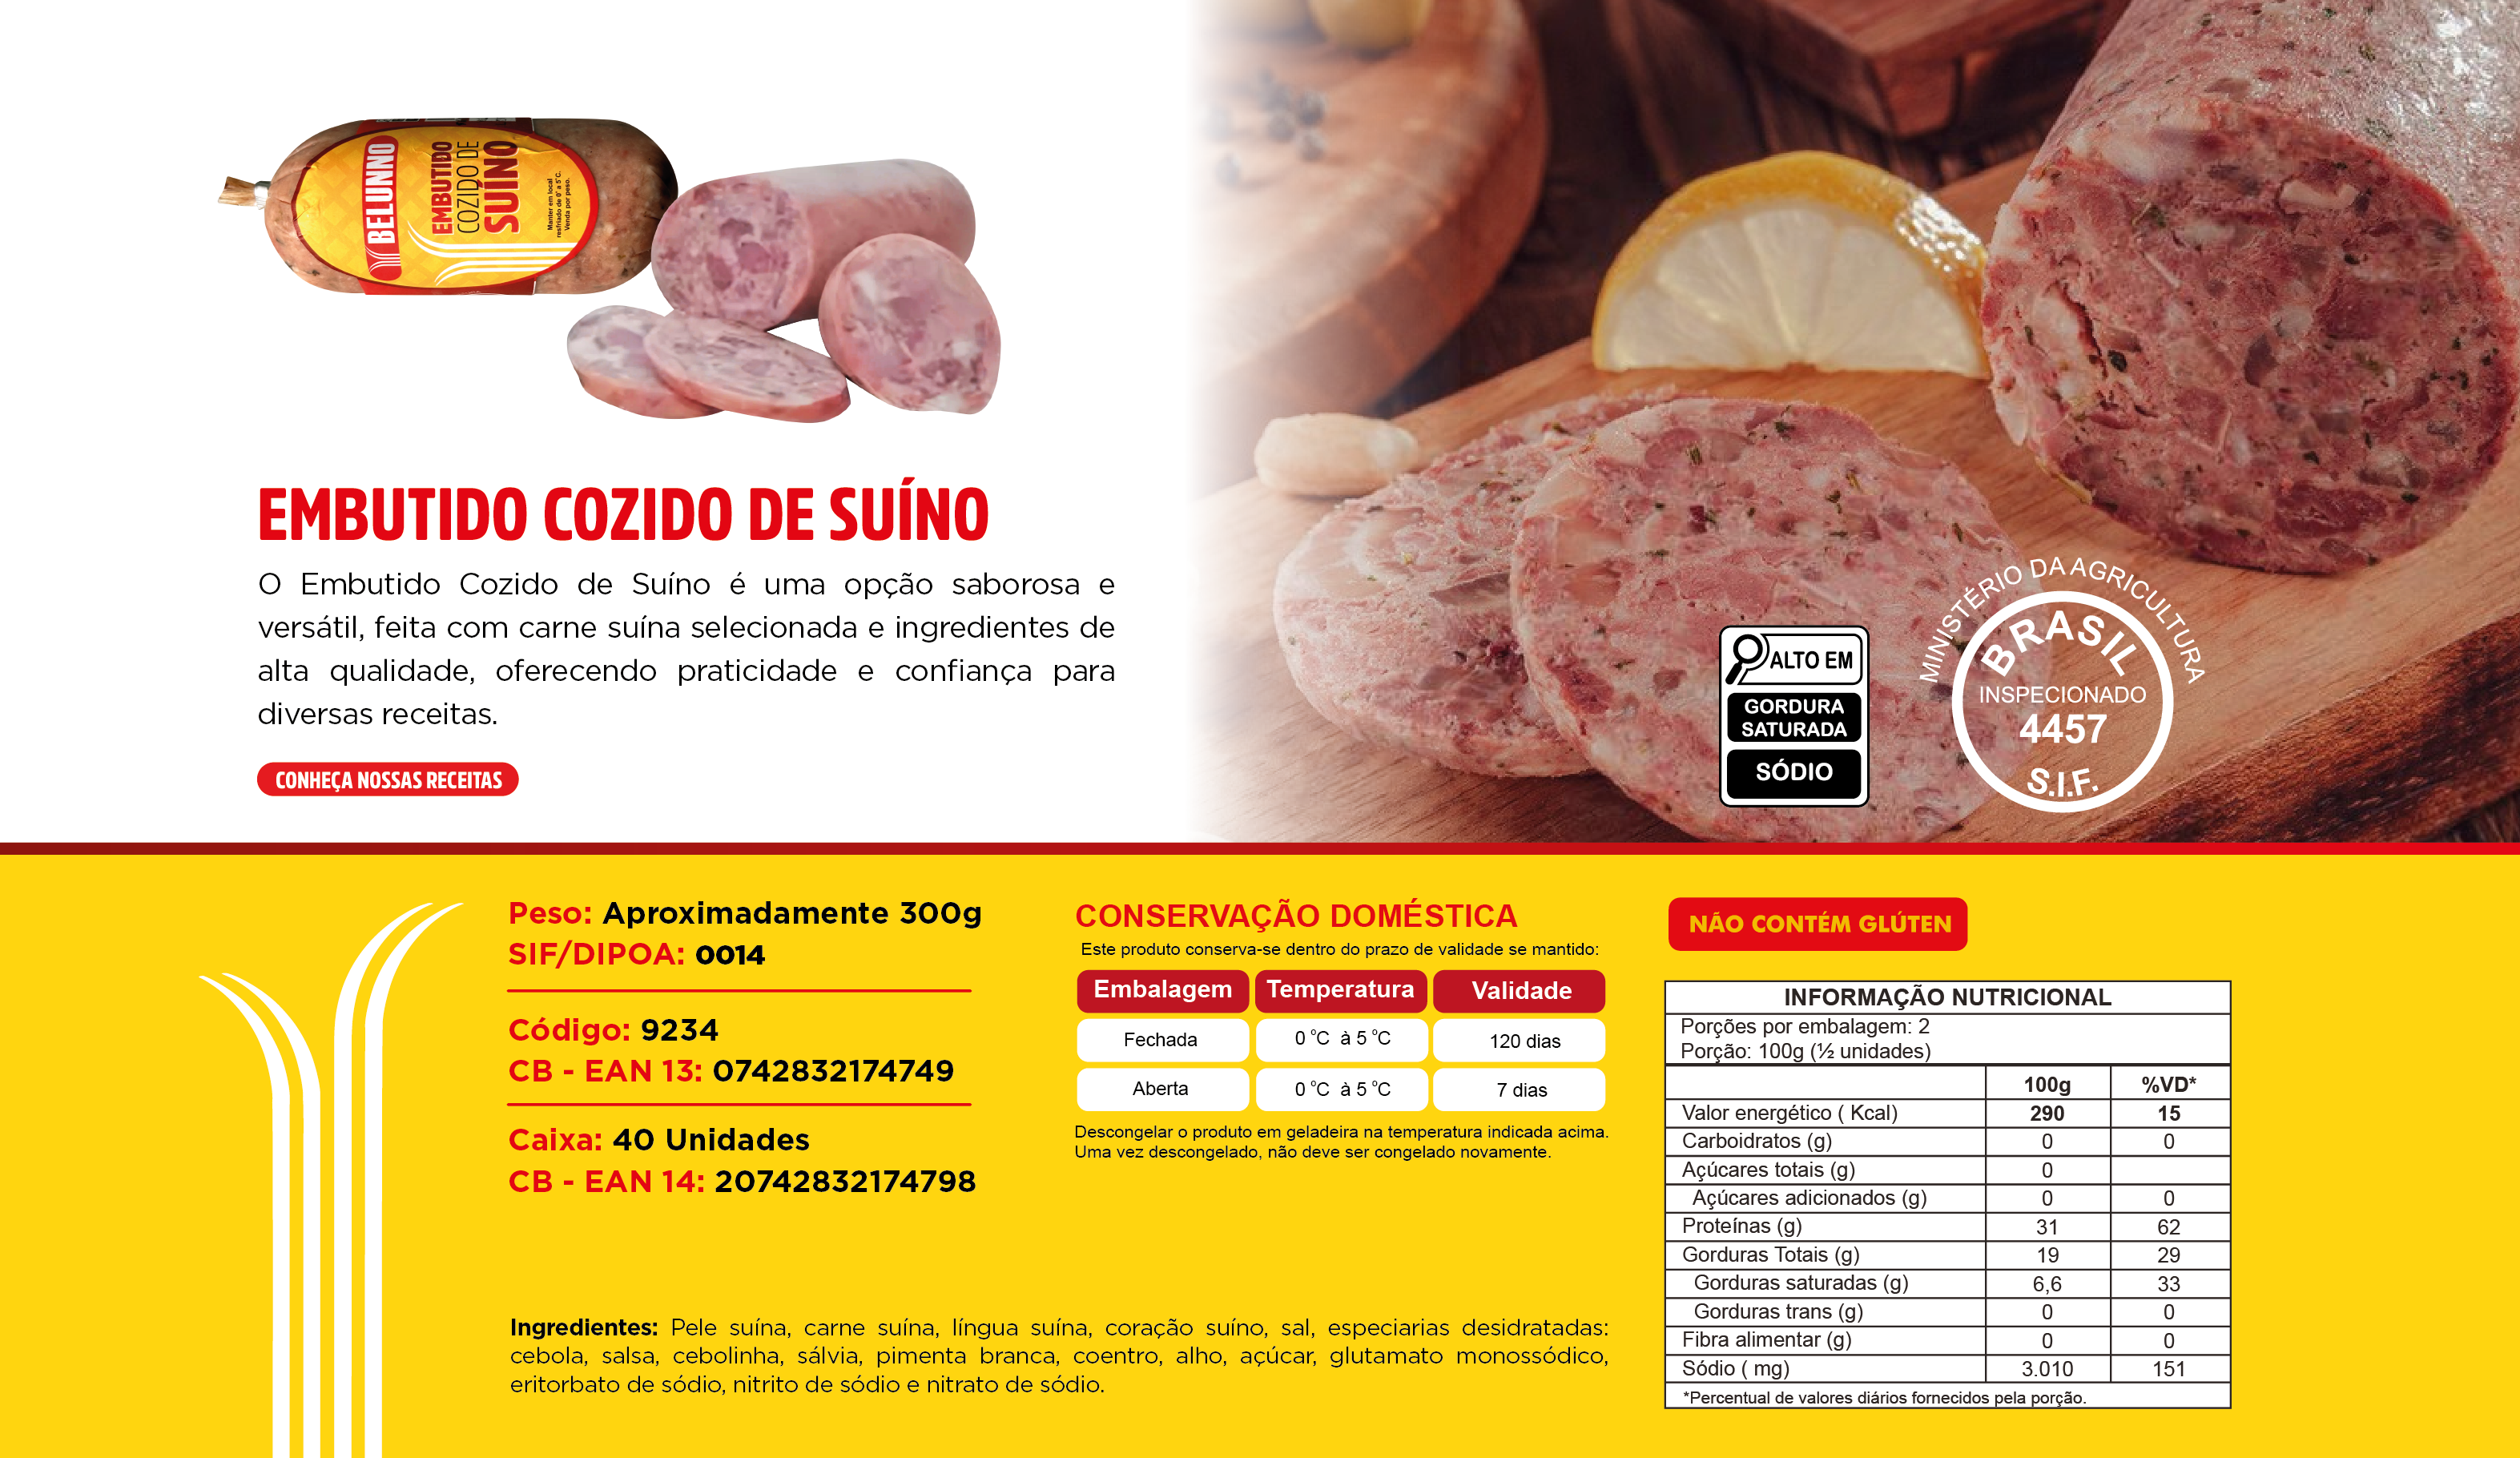 BELUNO
EMBUTIDO
COZIDO DE
SUÍNO
Manter em local
resfriado de 0° a 5°C.
Venda por peso.
EMBUTIDO COZIDO DE SUÍNO
O Embutido Cozido de Suíno é uma opção saborosa e
versátil, feita com carne suína selecionada e ingredientes de
alta qualidade, oferecendo praticidade e confiança para
diversas receitas.
CONHEÇA NOSSAS RECEITAS
ALTO EM
GORDURA
SATURADA
SÓDIO
MINISTÉRIO DA AGRICULTURA
BRASIL
INSPECIONADO
4457
S.I.F.
Peso: Aproximadamente 300g
SIF/DIPOA: 0014
Código: 9234
CB - EAN 13: 0742832174749
Caixa: 40 Unidades
CB - EAN 14: 20742832174798
CONSERVAÇÃO DOMÉSTICA
Este produto conserva-se dentro do prazo de validade se mantido:
Embalagem Temperatura Validade
Fechada 0 °C à 5 °C 120 dias
Aberta 0 °C à 5 °C 7 dias
Descongelar o produto em geladeira na temperatura indicada acima.
Uma vez descongelado, não deve ser congelado novamente.
Ingredientes: Pele suína, carne suína, língua suína, coração suíno, sal, especiarias desidratadas:
cebola, salsa, cebolinha, sálvia, pimenta branca, coentro, alho, açúcar, glutamato monossódico,
eritorbato de sódio, nitrito de sódio e nitrato de sódio.
NÃO CONTÉM GLÚTEN
INFORMAÇÃO NUTRICIONAL
Porções por embalagem: 2
Porção: 100g (½ unidades)
100g %VD*
Valor energético ( Kcal) 290 15
Carboidratos (g) 0 0
Açúcares totais (g) 0
Açúcares adicionados (g) 0 0
Proteínas (g) 31 62
Gorduras Totais (g) 19 29
Gorduras saturadas (g) 6,6 33
Gorduras trans (g) 0 0
Fibra alimentar (g) 0 0
Sódio ( mg) 3.010 151
*Percentual de valores diários fornecidos pela porção.